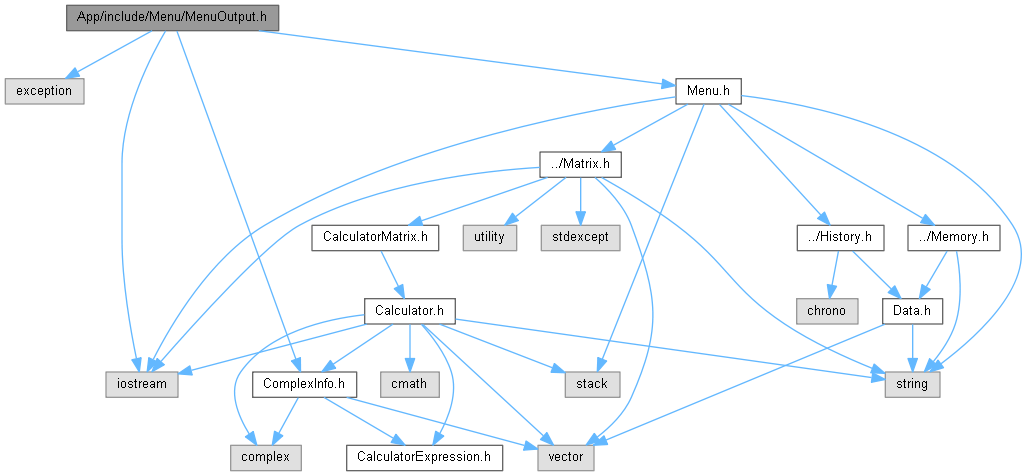 App/include/Menu/MenuOutput.h
exception
Menu.h
../Matrix.h
CalculatorMatrix.h
utility
stdexcept
../History.h
../Memory.h
Calculator.h
chrono
Data.h
iostream
ComplexInfo.h
cmath
stack
string
complex
CalculatorExpression.h
vector